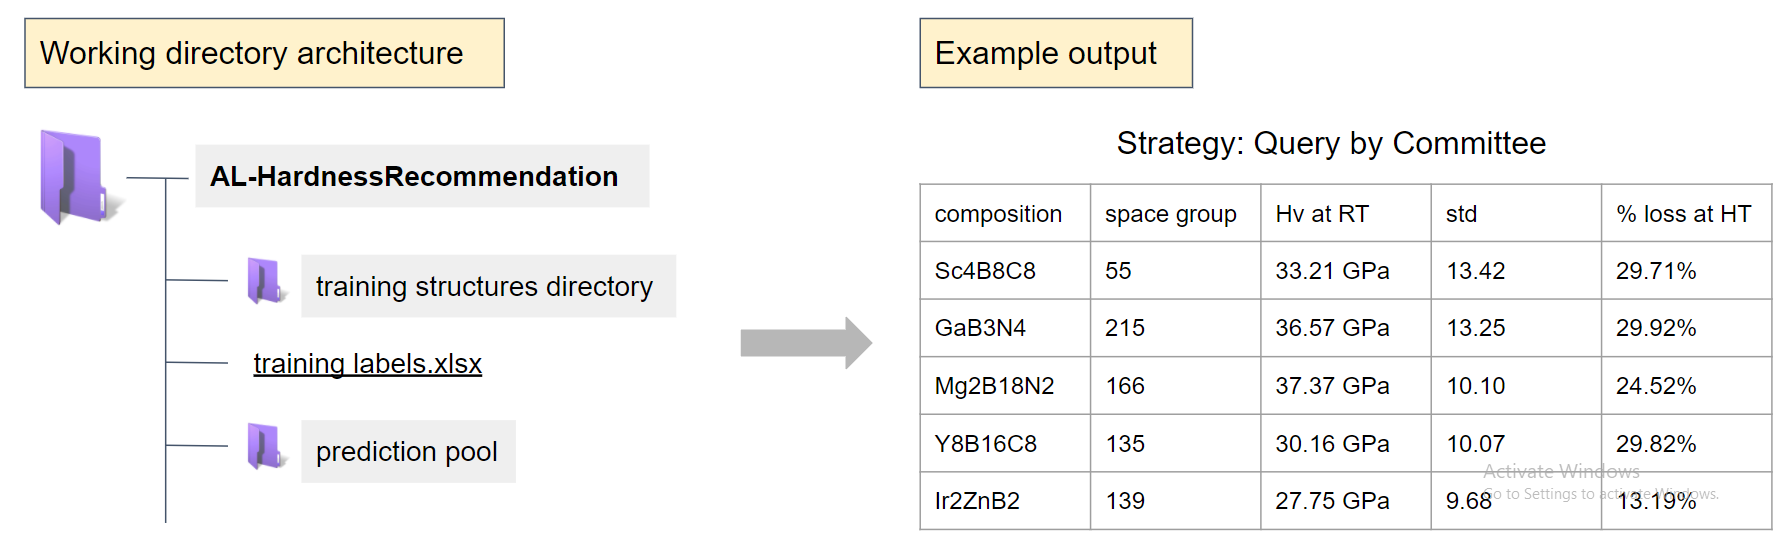 Working directory architecture
AL-HardnessRecommendation
training structures directory
training labels.xlsx
prediction pool
Example output
Strategy: Query by Committee
composition space group Hv at RT std % loss at HT
Sc4B8C8 55 33.21 GPa 13.42 29.71%
GaB3N4 215 36.57 GPa 13.25 29.92%
Mg2B18N2 166 37.37 GPa 10.10 24.52%
Y8B16C8 135 30.16 GPa 10.07 29.82%
Ir2ZnB2 139 27.75 GPa 9.68 13.19%
Activate Windows
Go to Settings to activate Windows.